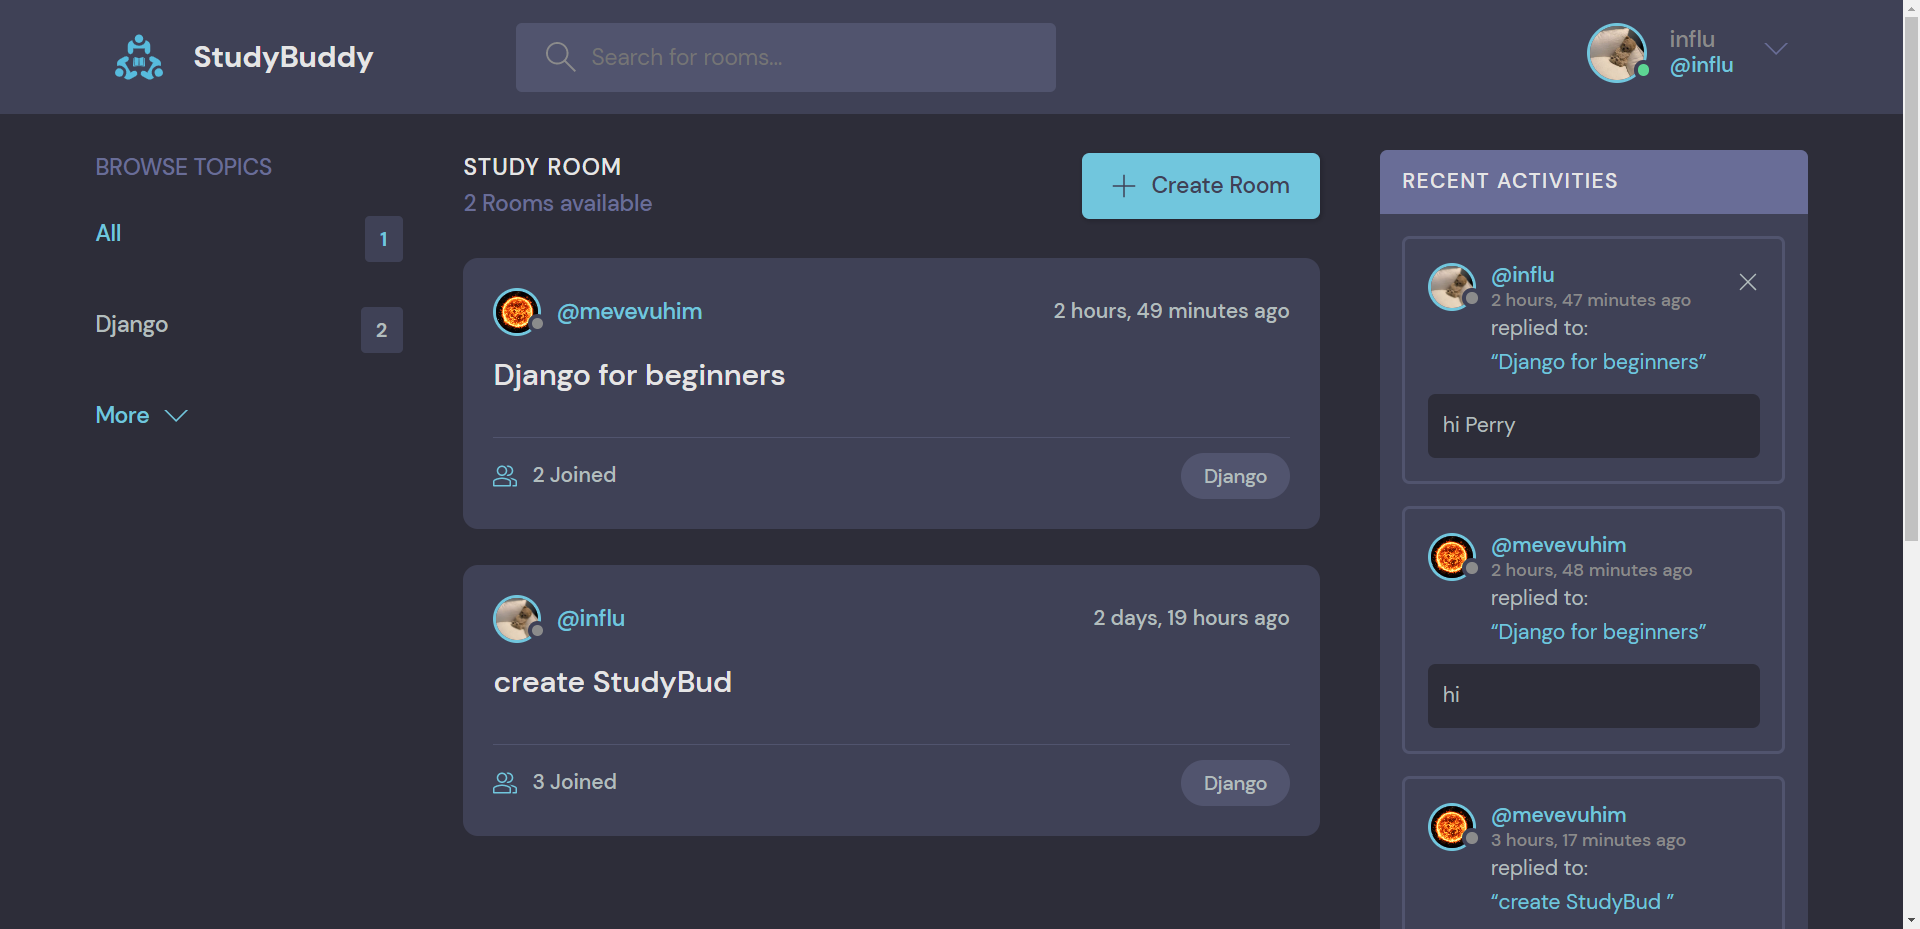 StudyBuddy
Search for rooms...
influ
@influ
BROWSE TOPICS
All
1
Django
2
More
STUDY ROOM
2 Rooms available
Create Room
@mevevuhim
2 hours, 49 minutes ago
Django for beginners
2 Joined
Django
@influ
2 days, 19 hours ago
create StudyBud
3 Joined
Django
RECENT ACTIVITIES
@influ
2 hours, 47 minutes ago
replied to:
“Django for beginners”
hi Perry
@mevevuhim
2 hours, 48 minutes ago
replied to:
“Django for beginners”
hi
@mevevuhim
3 hours, 17 minutes ago
replied to:
“create StudyBud ”